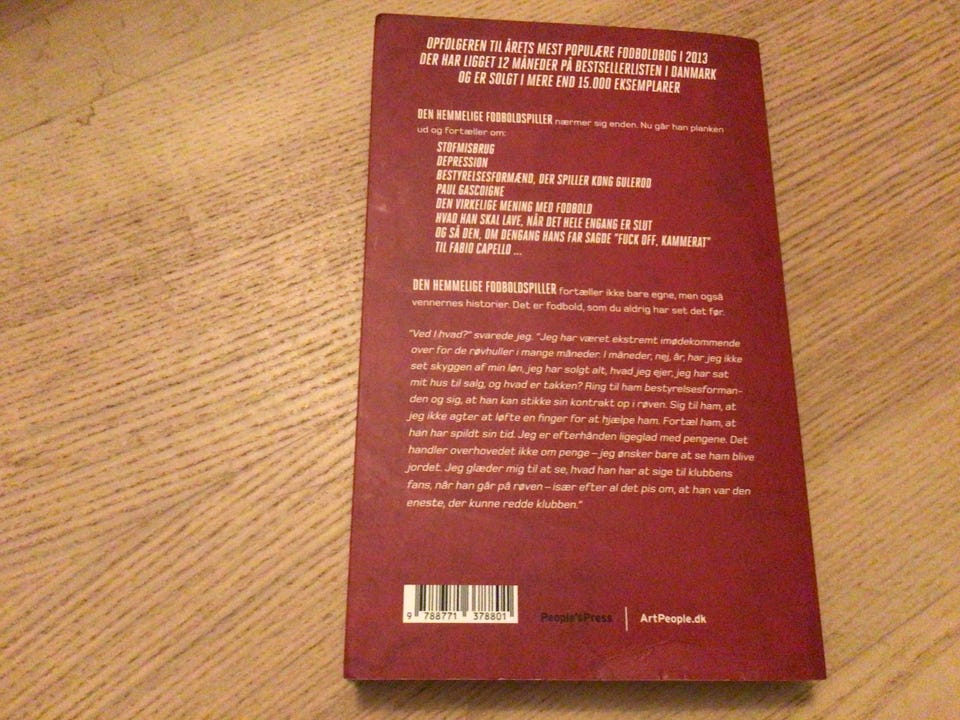 OPFØLGEREN TIL ÅRETS MEST POPULÆRE FODBOLDBOG I 2013
DER HAR LIGGET 12 MÅNEDER PÅ BESTSELLERLISTEN I DANMARK
OG ER SOLGT I MERE END 15.000 EKSEMPLARER
DEN HEMMELIGE FODBOLDSPILLER nærmer sig enden. Nu går han planken
ud og fortæller om:
STOFMISBRUG
DEPRESSION
BESTYRELSESFORMÆND, DER SPILLER KONG GULEROD
PAUL GASCOIGNE
DEN VIRKELIGE MENING MED FODBOLD
HVAD HAN SKAL LAVE, NÅR DET HELE ENGANG ER SLUT
OG SÅ DEN, OM DENGANG HANS FAR SAGDE "FUCK OFF, KAMMERAT"
TIL FABIO CAPELLO ...
DEN HEMMELIGE FODBOLDSPILLER fortæller ikke bare egne, men også
vennernes historier. Det er fodbold, som du aldrig har set det før.
"Ved I hvad?" svarede jeg. "Jeg har været ekstremt imødekommende
over for de røvhuller i mange måneder. I måneder, nej, år, har jeg ikke
set skyggen af min løn, jeg har solgt alt, hvad jeg ejer, jeg har sat
mit hus til salg, og hvad er takken? Ring til ham bestyrelsesforman-
den og sig, at han kan stikke sin kontrakt op i røven. Sig til ham, at
jeg ikke agter at løfte en finger for at hjælpe ham. Fortæl ham, at
han har spildt sin tid. Jeg er efterhånden ligeglad med pengene. Det
handler overhovedet ikke om penge – jeg ønsker bare at se ham blive
jordet. Jeg glæder mig til at se, hvad han har at sige til klubbens
fans, når han går på røven – især efter al det pis om, at han var den
eneste, der kunne redde klubben."
9 788771 378801
People'sPress | ArtPeople.dk